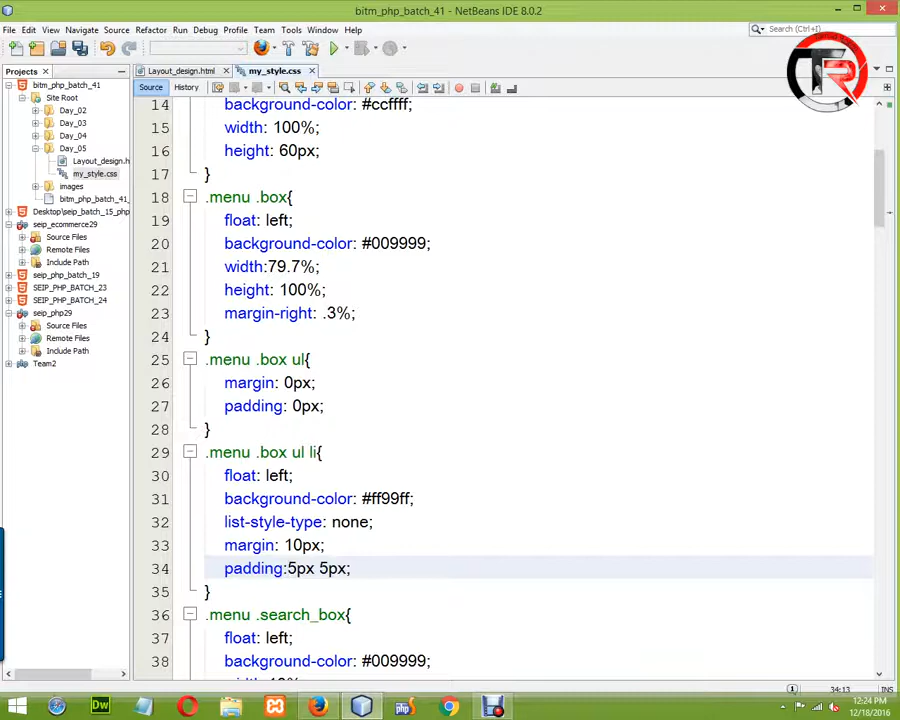 bitm_php_batch_41 - NetBeans IDE 8.0.2
File Edit View Navigate Source Refactor Run Debug Profile Team Tools Window Help
Search (Ctrl+I)
Projects
Layout_design.html
my_style.css
Source History
bitm_php_batch_41
Site Root
Day_02
Day_03
Day_04
Day_05
Layout_design.h
my_style.css
images
bitm_php_batch_41_
Desktop\seip_batch_15_php
seip_ecommerce29
Source Files
Remote Files
Include Path
seip_php_batch_19
SEIP_PHP_BATCH_23
SEIP_PHP_BATCH_24
seip_php29
Source Files
Remote Files
Include Path
Team2
14 background-color: #ccffff;
15 width: 100%;
16 height: 60px;
17 }
18 .menu .box{
19 float: left;
20 background-color: #009999;
21 width:79.7%;
22 height: 100%;
23 margin-right: .3%;
24 }
25 .menu .box ul{
26 margin: 0px;
27 padding: 0px;
28 }
29 .menu .box ul li{
30 float: left;
31 background-color: #ff99ff;
32 list-style-type: none;
33 margin: 10px;
34 padding:5px 5px;
35 }
36 .menu .search_box{
37 float: left;
38 background-color: #009999;
34:13
Dw
php
12:24 PM
12/18/2016